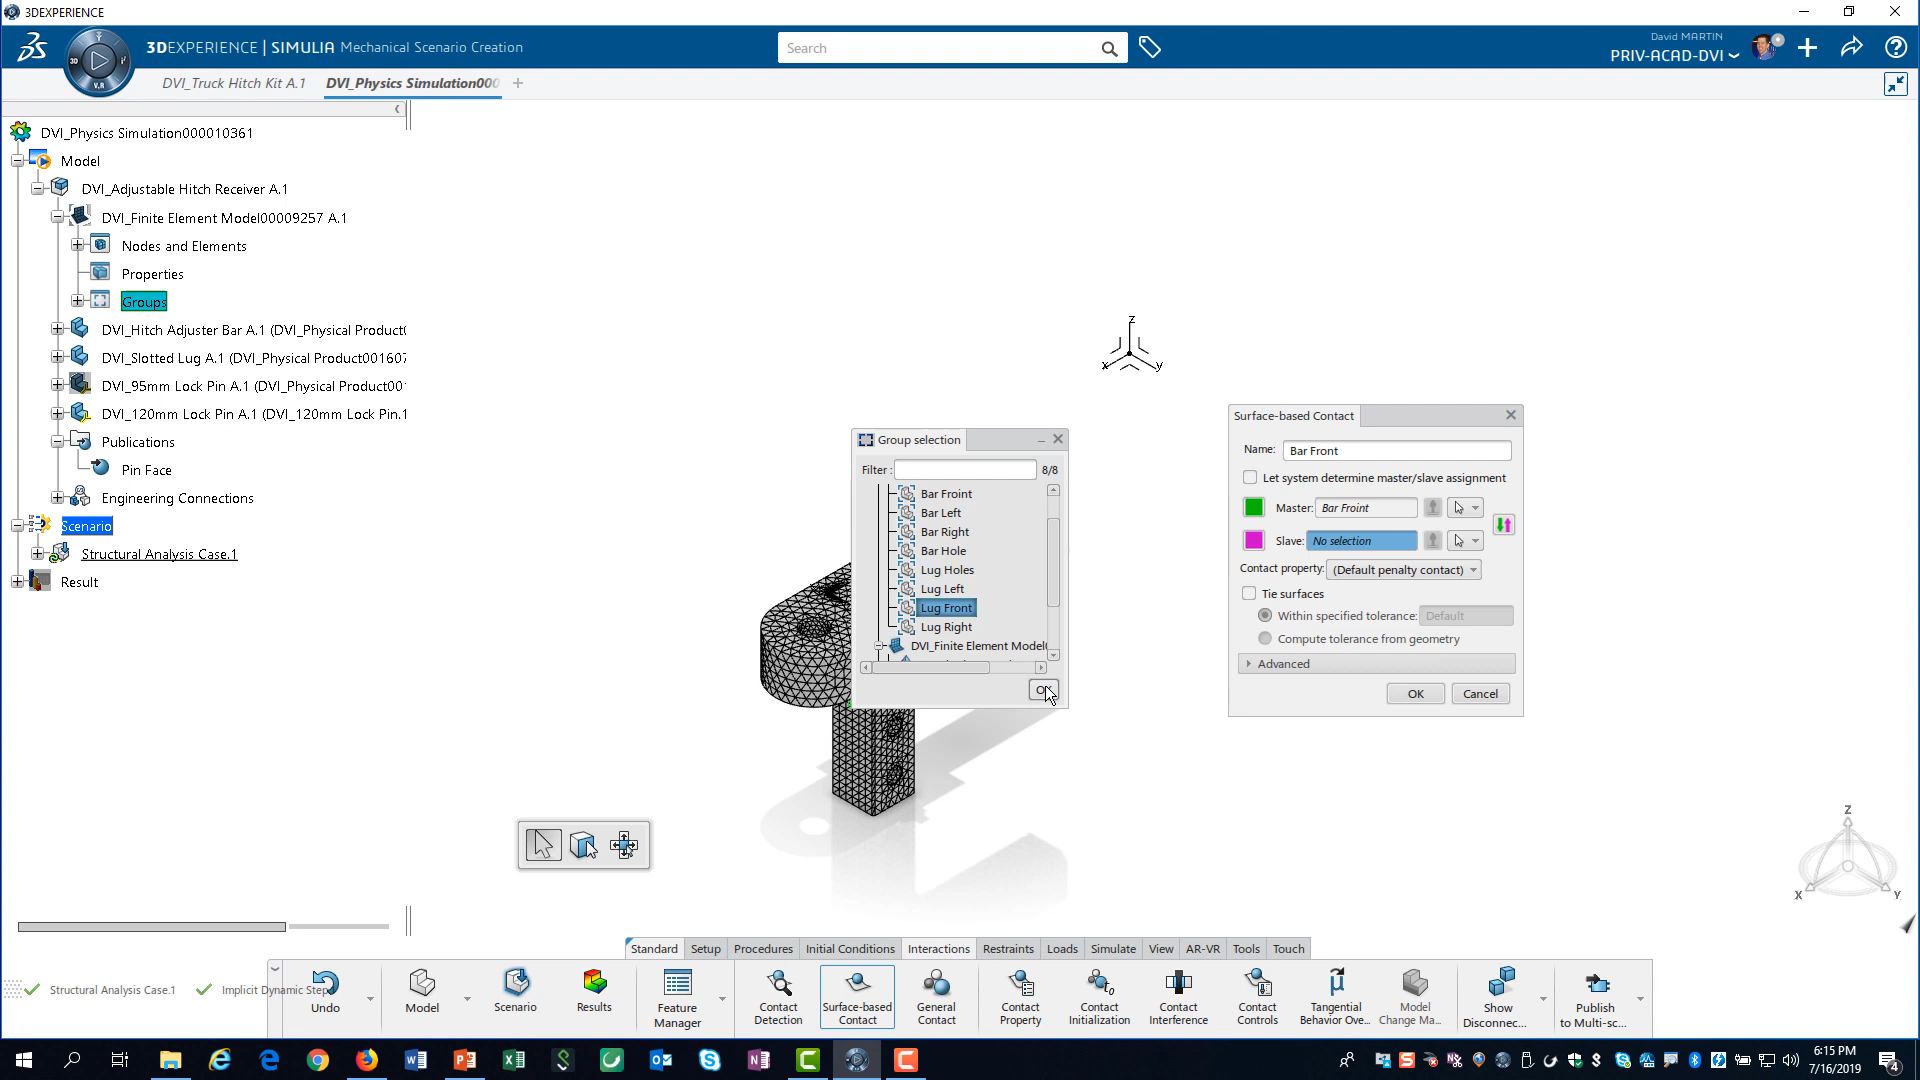 3DEXPERIENCE
3DEXPERIENCE | SIMULIA Mechanical Scenario Creation
Search
David MARTIN
PRIV-ACAD-DVI
3D
V.R
DVI_Truck Hitch Kit A.1
DVI_Physics Simulation000
DVI_Physics Simulation000010361
Model
DVI_Adjustable Hitch Receiver A.1
DVI_Finite Element Model00009257 A.1
Nodes and Elements
Properties
Groups
DVI_Hitch Adjuster Bar A.1 (DVI_Physical Product(
DVI_Slotted Lug A.1 (DVI_Physical Product001607
DVI_95mm Lock Pin A.1 (DVI_Physical Product00
DVI_120mm Lock Pin A.1 (DVI_120mm Lock Pin.1
Publications
Pin Face
Engineering Connections
Scenario
Structural Analysis Case.1
Result
z
x
y
Group selection
Filter :
8/8
Bar Froint
Bar Left
Bar Right
Bar Hole
Lug Holes
Lug Left
Lug Front
Lug Right
DVI_Finite Element Model
Surface-based Contact
Name: Bar Front
Let system determine master/slave assignment
Master: Bar Froint
Slave: No selection
Contact property: (Default penalty contact)
Tie surfaces
Within specified tolerance: Default
Compute tolerance from geometry
Advanced
OK
Cancel
Z
X
Y
Standard
Setup
Procedures
Initial Conditions
Interactions
Restraints
Loads
Simulate
View
AR-VR
Tools
Touch
Structural Analysis Case.1
Implicit Dynamic Step
Undo
Model
Scenario
Results
Feature
Manager
Contact
Detection
Surface-based
Contact
General
Contact
Contact
Property
Contact
Initialization
Contact
Interference
Contact
Controls
Tangential
Behavior Ove...
Model
Change Ma...
Show
Disconnec...
Publish
to Multi-sc...
6:15 PM
7/16/2019
4